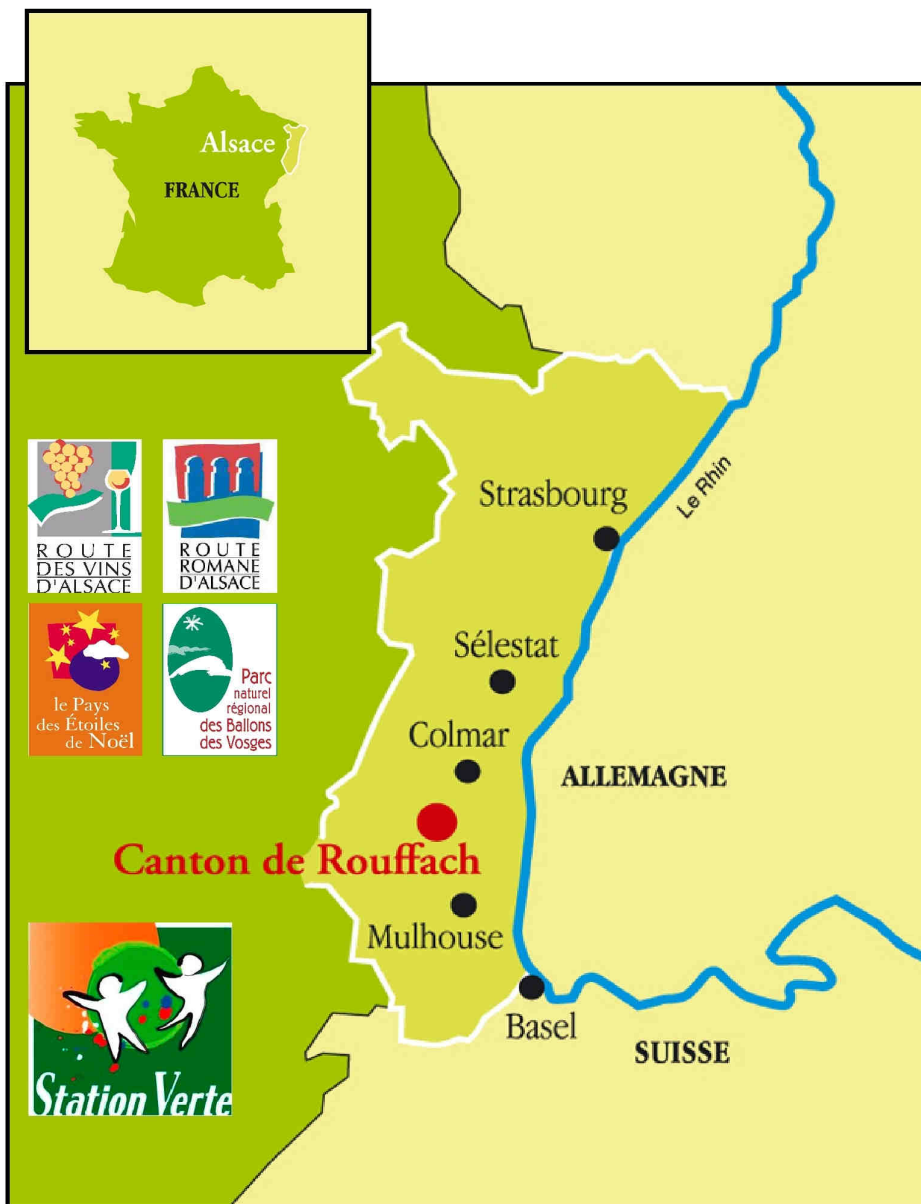 Alsace
FRANCE
Le Rhin
Strasbourg
ROUTE
DES VINS
D'ALSACE
ROUTE
ROMANE
D'ALSACE
Sélestat
le Pays
des Étoiles
de Noël
Parc
naturel
régional
des Ballons
des Vosges
Colmar
ALLEMAGNE
Canton de Rouffach
Mulhouse
Basel
SUISSE
Station Verte